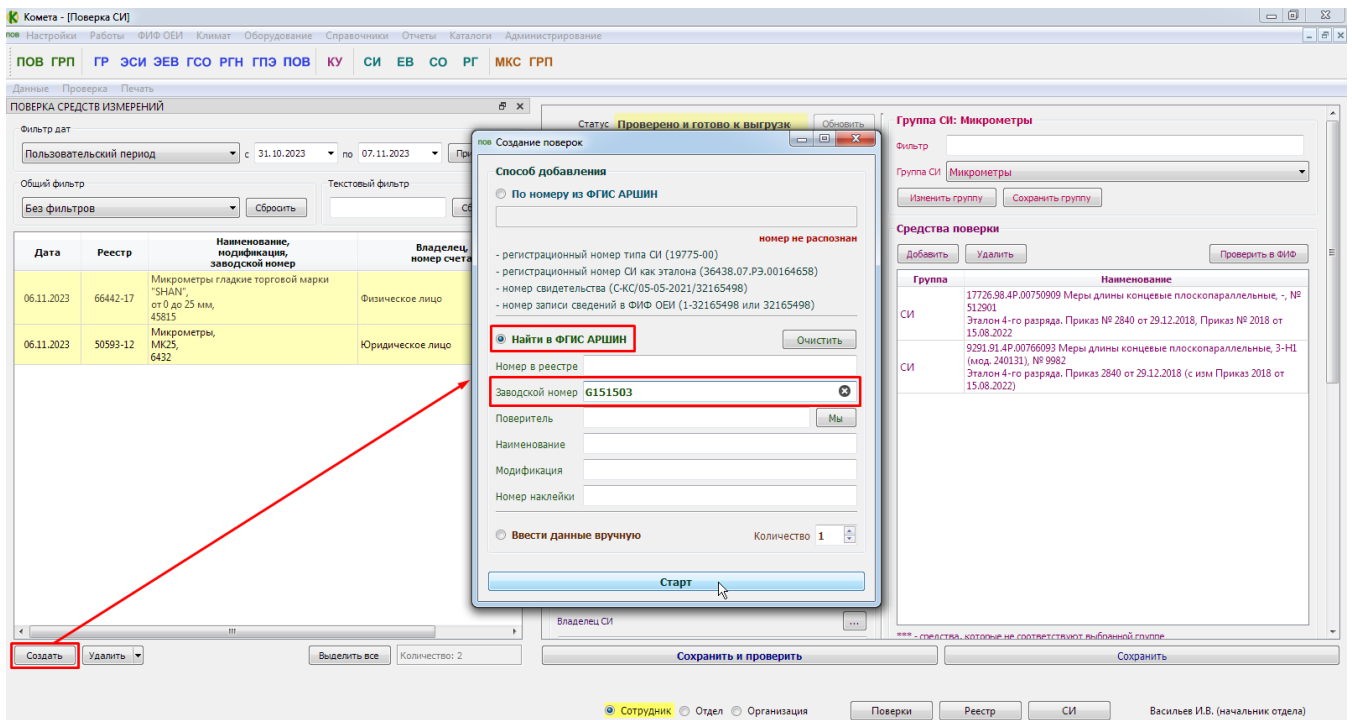 Комета - [Поверка СИ]
Настройки Работы ФИФ ОЕИ Климат Оборудование Справочники Отчеты Каталоги Администрирование
ПОВ ГРП ГР ЭСИ ЭЕВ ГСО РГН ГПЭ ПОВ КУ СИ ЕВ СО РГ МКС ГРП
Данные Проверка Печать
ПОВЕРКА СРЕДСТВ ИЗМЕРЕНИЙ
Фильтр дат
Пользовательский период с 31.10.2023 по 07.11.2023
Общий фильтр Текстовый фильтр
Без фильтров Сбросить
Дата Реестр Наименование, модификация, заводской номер Владелец, номер счета
06.11.2023 66442-17 Микрометры гладкие торговой марки
"SHAN",
от 0 до 25 мм,
45815
Физическое лицо
06.11.2023 50593-12 Микрометры,
МК25,
6432
Юридическое лицо
Создать Удалить Выделить все Количество: 2
Статус Проверено и готово к выгрузк Обновить
пов Создание поверок
Способ добавления
По номеру из ФГИС АРШИН
номер не распознан
- регистрационный номер типа СИ (19775-00)
- регистрационный номер СИ как эталона (36438.07.РЭ.00164658)
- номер свидетельства (С-КС/05-05-2021/32165498)
- номер записи сведений в ФИФ ОЕИ (1-32165498 или 32165498)
Найти в ФГИС АРШИН Очистить
Номер в реестре
Заводской номер G151503
Поверитель Мы
Наименование
Модификация
Номер наклейки
Ввести данные вручную Количество 1
Старт
Владелец СИ ...
Сохранить и проверить Сохранить
Группа СИ: Микрометры
Фильтр
Группа СИ Микрометры
Изменить группу Сохранить группу
Средства поверки
Добавить Удалить Проверить в ФИФ
Группа Наименование
СИ
17726.98.4Р.00750909 Меры длины концевые плоскопараллельные, -, №
512901
Эталон 4-го разряда. Приказ № 2840 от 29.12.2018, Приказ № 2018 от
15.08.2022
СИ
9291.91.4Р.00766093 Меры длины концевые плоскопараллельные, 3-Н1
(мод. 240131), № 9982
Эталон 4-го разряда. Приказ 2840 от 29.12.2018 (с изм Приказ 2018 от
15.08.2022)
*** - средства, которые не соответствуют выбранной группе
Сотрудник Отдел Организация Поверки Реестр СИ Васильев И.В. (начальник отдела)